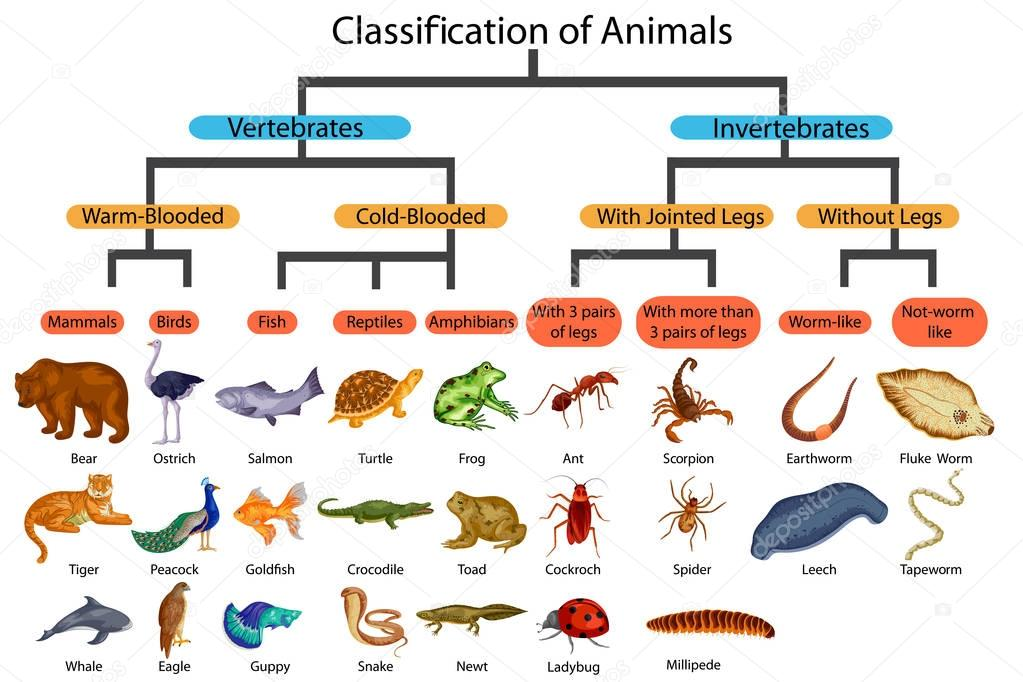 Classification of Animals
Vertebrates
Invertebrates
Warm-Blooded
Cold-Blooded
With Jointed Legs
Without Legs
Mammals
Birds
Fish
Reptiles
Amphibians
With 3 pairs
of legs
With more than
3 pairs of legs
Worm-like
Not-worm
like
Bear
Ostrich
Salmon
Turtle
Frog
Ant
Scorpion
Earthworm
Fluke Worm
Tiger
Peacock
Goldfish
Crocodile
Toad
Cockroch
Spider
Leech
Tapeworm
Whale
Eagle
Guppy
Snake
Newt
Ladybug
Millipede
depositphotos